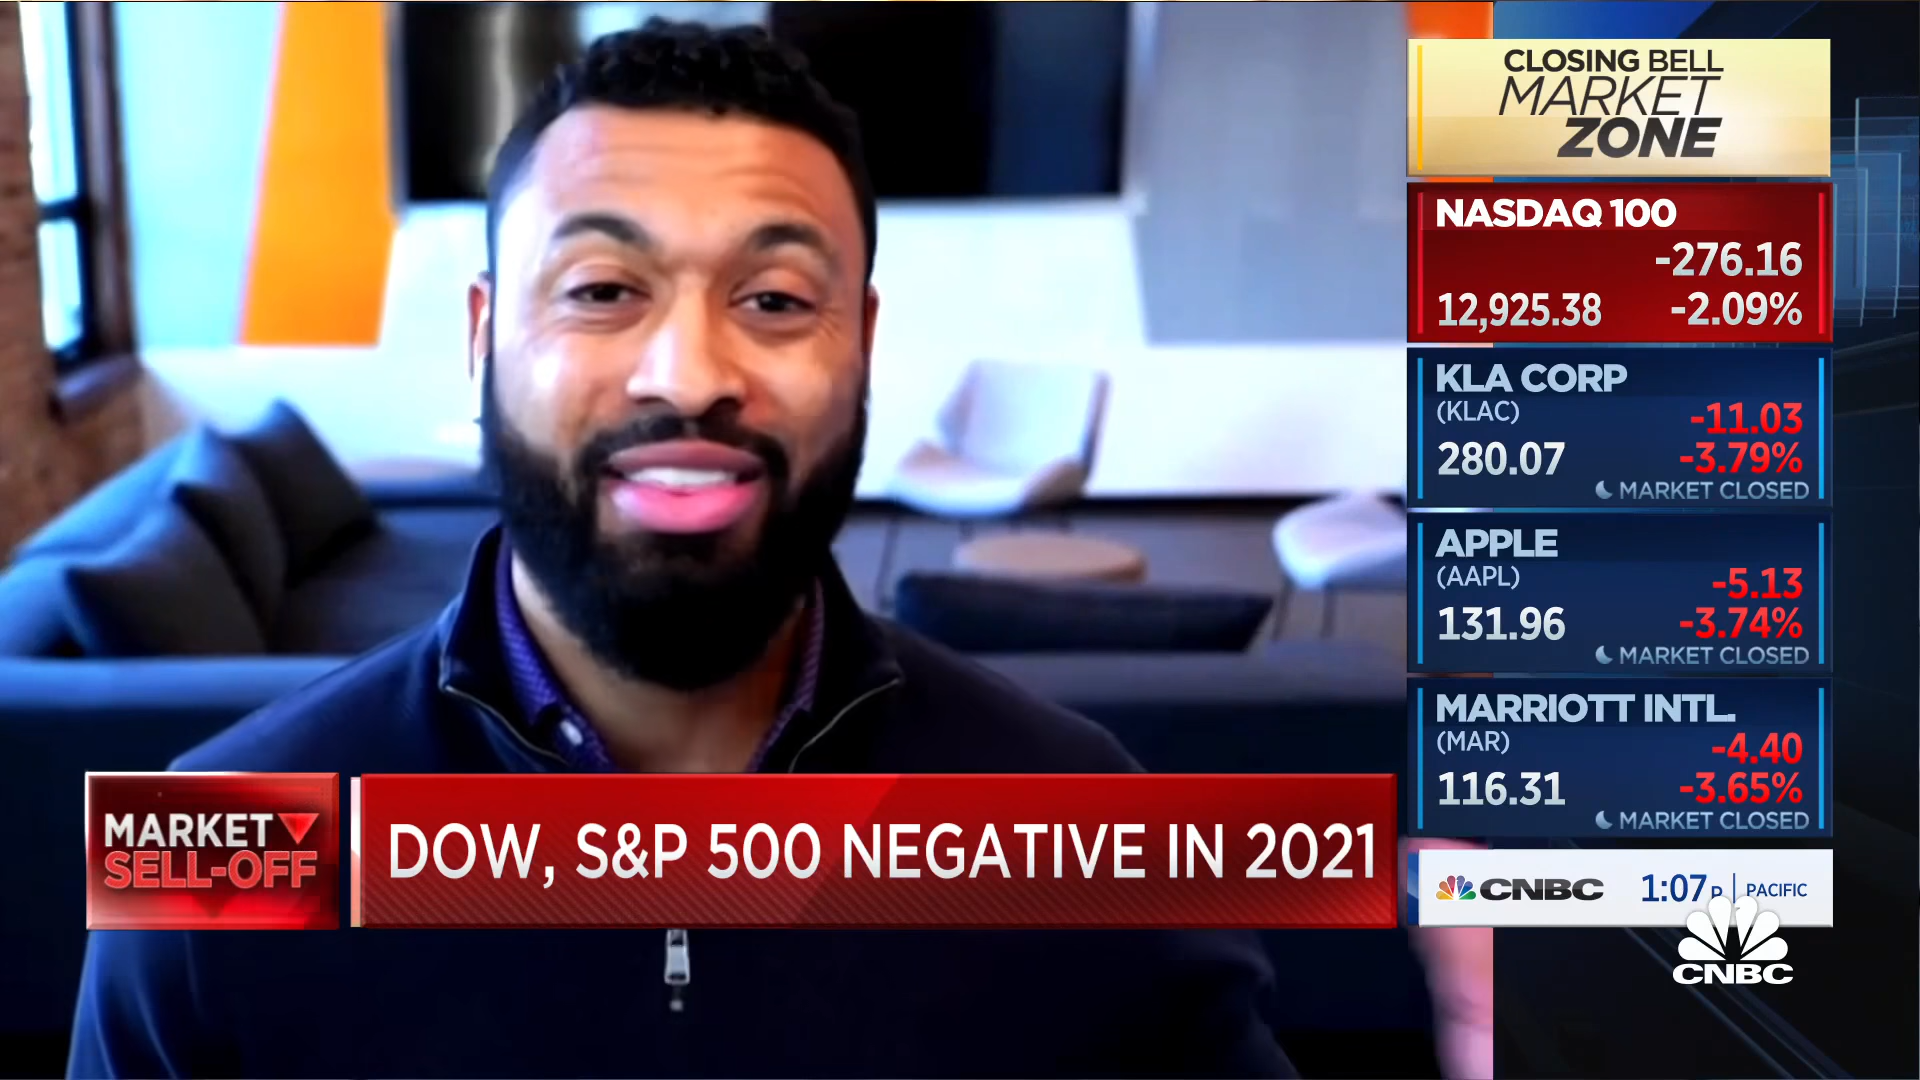 CLOSING BELL
MARKET
ZONE
NASDAQ 100
-276.16
12,925.38 -2.09%
KLA CORP
(KLAC) -11.03
280.07 -3.79%
MARKET CLOSED
APPLE
(AAPL) -5.13
131.96 -3.74%
MARKET CLOSED
MARRIOTT INTL.
(MAR) -4.40
116.31 -3.65%
MARKET CLOSED
MARKET
SELL-OFF
DOW, S&P 500 NEGATIVE IN 2021
CNBC 1:07P PACIFIC
CNBC